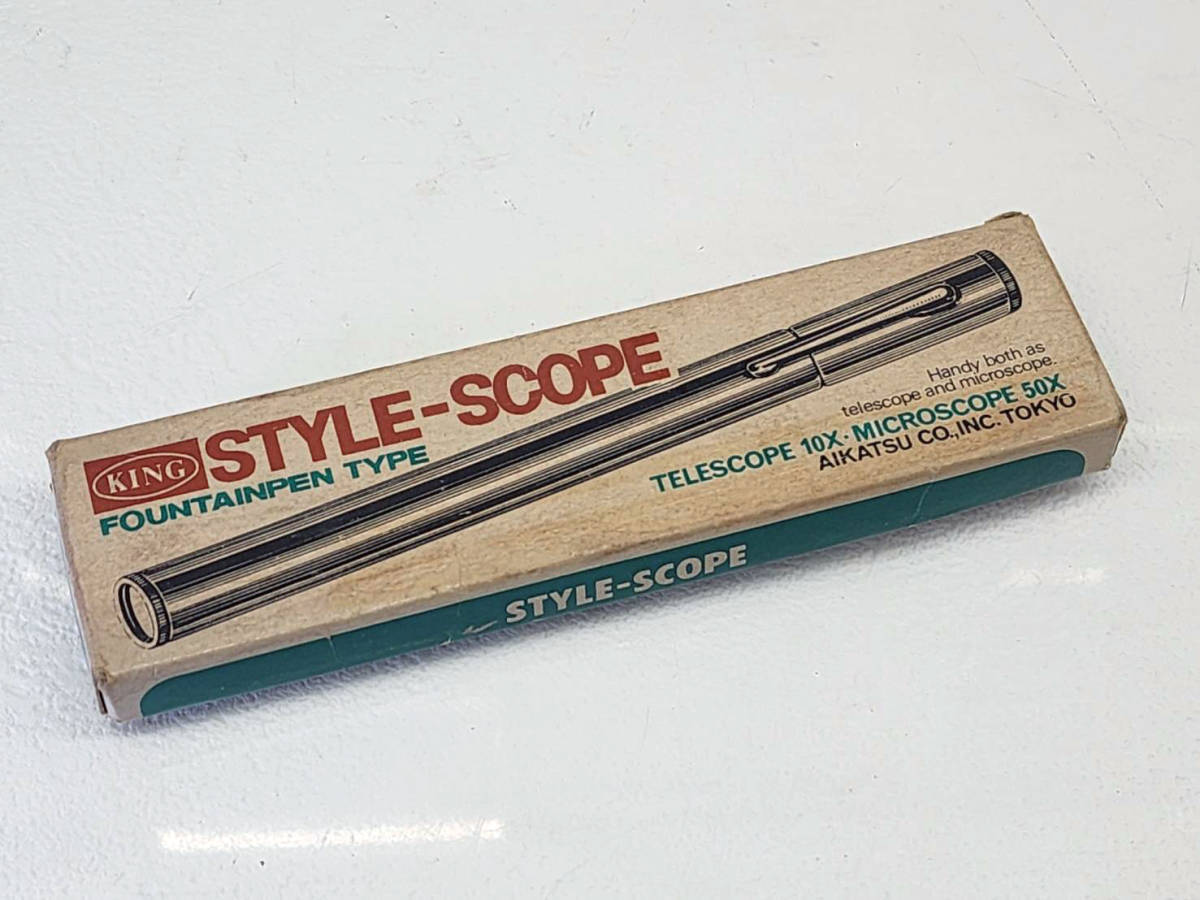 KING
STYLE-SCOPE
FOUNTAINPEN TYPE
Handy both as
telescope and microscope.
TELESCOPE 10X·MICROSCOPE 50X
AIKATSU CO.,INC. TOKYO
STYLE-SCOPE